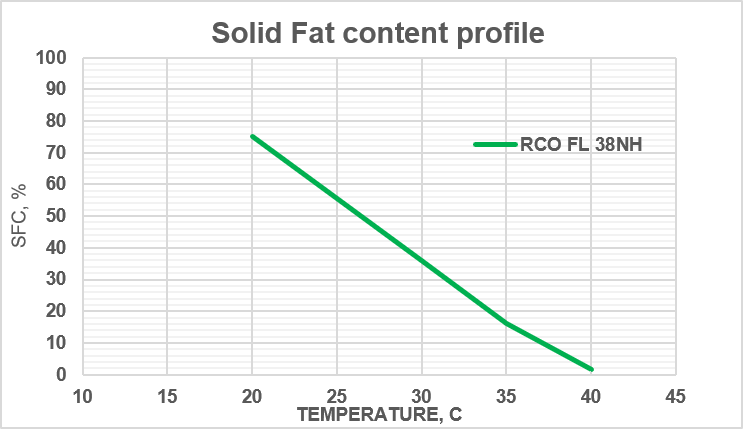 Solid Fat content profile
100
90
80
70
60
50
40
30
20
10
0
SFC, %
RCO FL 38NH
10 15 20 25 30 35 40 45
TEMPERATURE, C